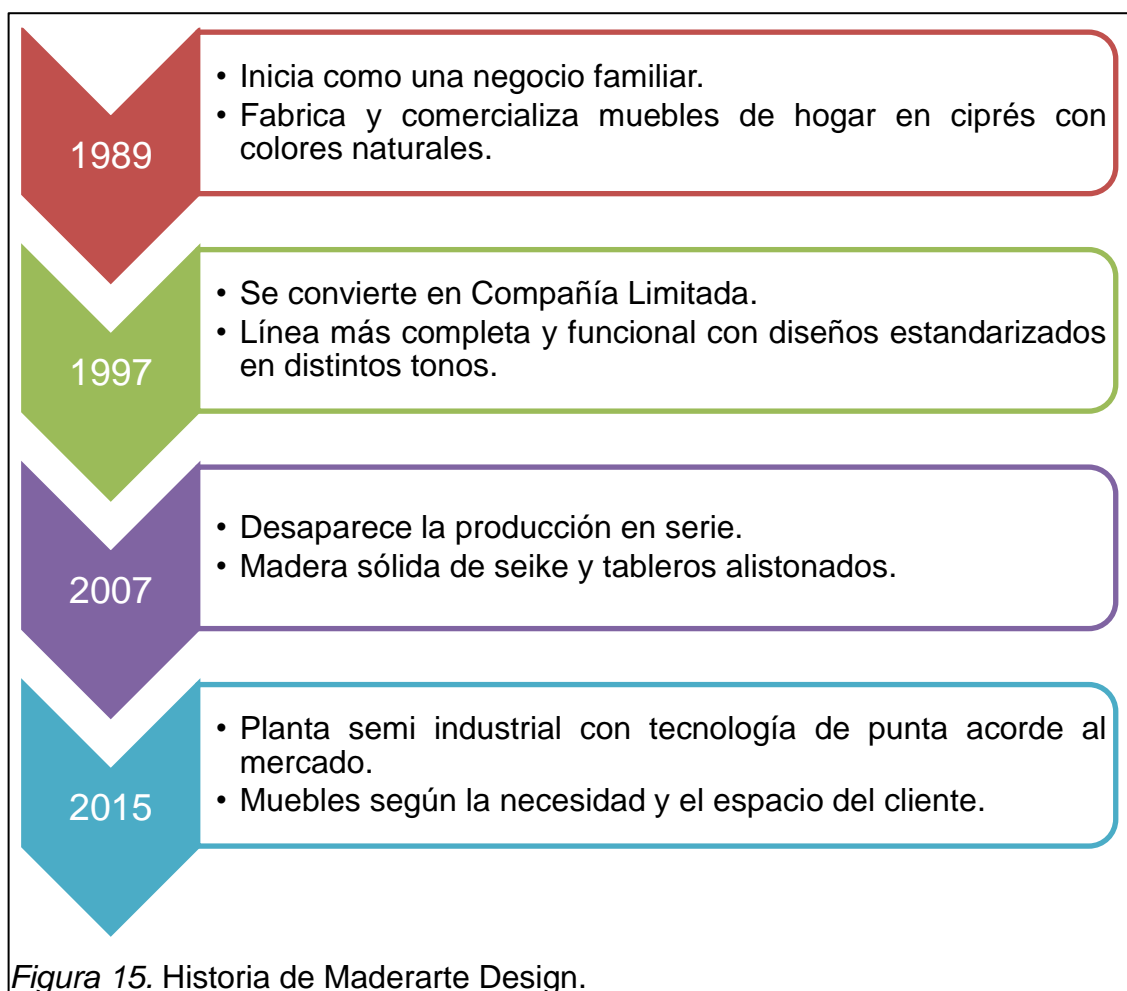 1989
• Inicia como una negocio familiar.
• Fabrica y comercializa muebles de hogar en ciprés con
colores naturales.
1997
• Se convierte en Compañía Limitada.
• Línea más completa y funcional con diseños estandarizados
en distintos tonos.
2007
• Desaparece la producción en serie.
• Madera sólida de seike y tableros alistonados.
2015
• Planta semi industrial con tecnología de punta acorde al
mercado.
• Muebles según la necesidad y el espacio del cliente.
Figura 15. Historia de Maderarte Design.